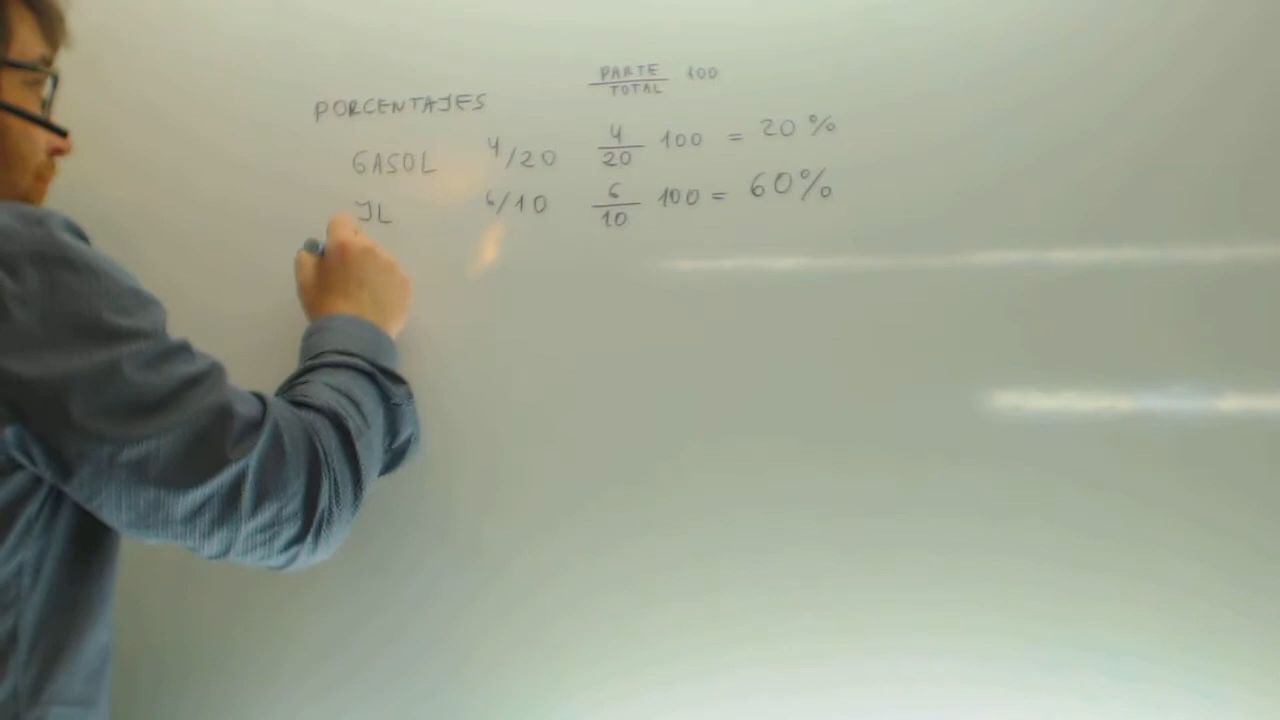 PORCENTAJES
PARTE
TOTAL 100
GASOL 4/20 4/20 100 = 20 %
JL 6/10 6/10 100 = 60%